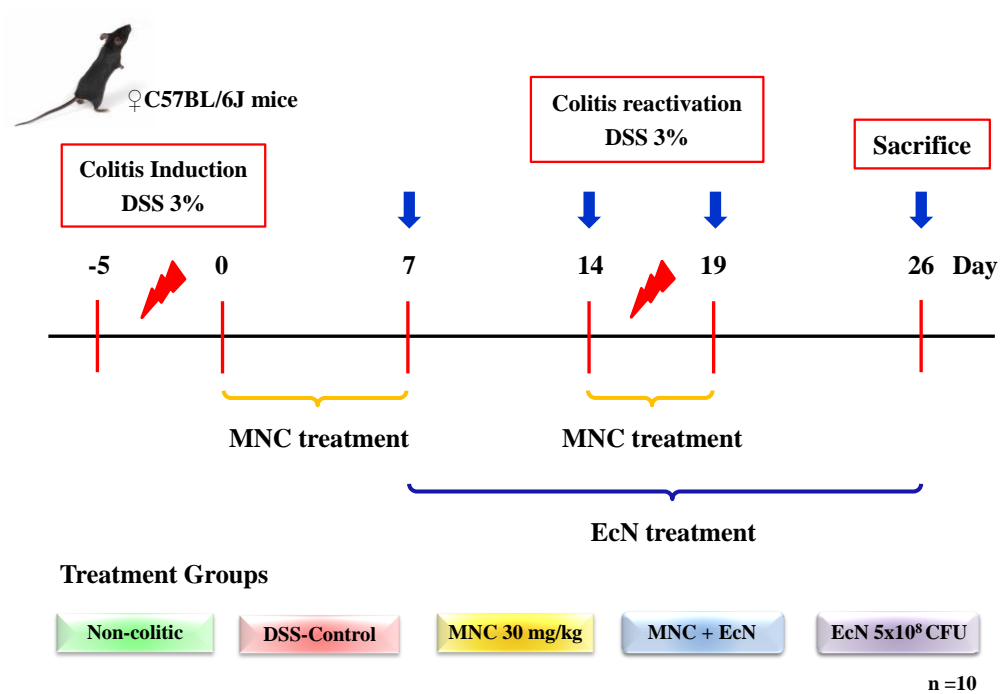 ♀C57BL/6J mice
Colitis Induction
DSS 3%
Colitis reactivation
DSS 3%
Sacrifice
-5 0 7 14 19 26 Day
MNC treatment MNC treatment
EcN treatment
Treatment Groups
Non-colitic DSS-Control MNC 30 mg/kg MNC + EcN EcN 5x10⁸ CFU
n =10